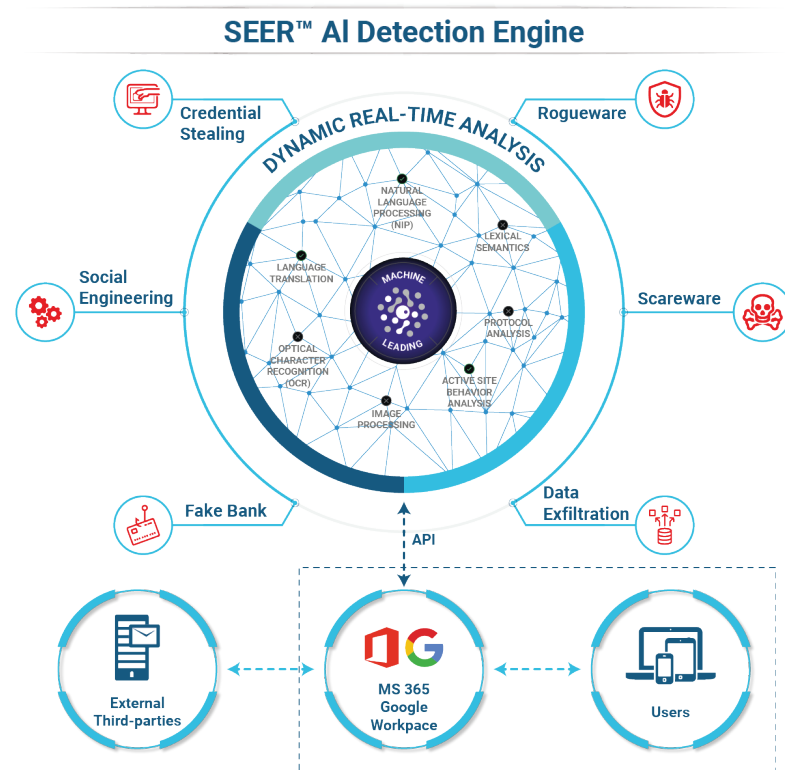 SEER™ AI Detection Engine
Credential
Stealing
Rogueware
DYNAMIC REAL-TIME ANALYSIS
NATURAL
LANGUAGE
PROCESSING
(NIP)
LEXICAL
SEMANTICS
LANGUAGE
TRANSLATION
MACHINE
LEADING
Social
Engineering
Scareware
PROTOCOL
ANALYSIS
OPTICAL
CHARACTER
RECOGNITION
(OCR)
ACTIVE SITE
BEHAVIOR
ANALYSIS
IMAGE
PROCESSING
Fake Bank
Data
Exfiltration
API
External
Third-parties
MS 365
Google
Workpace
Users